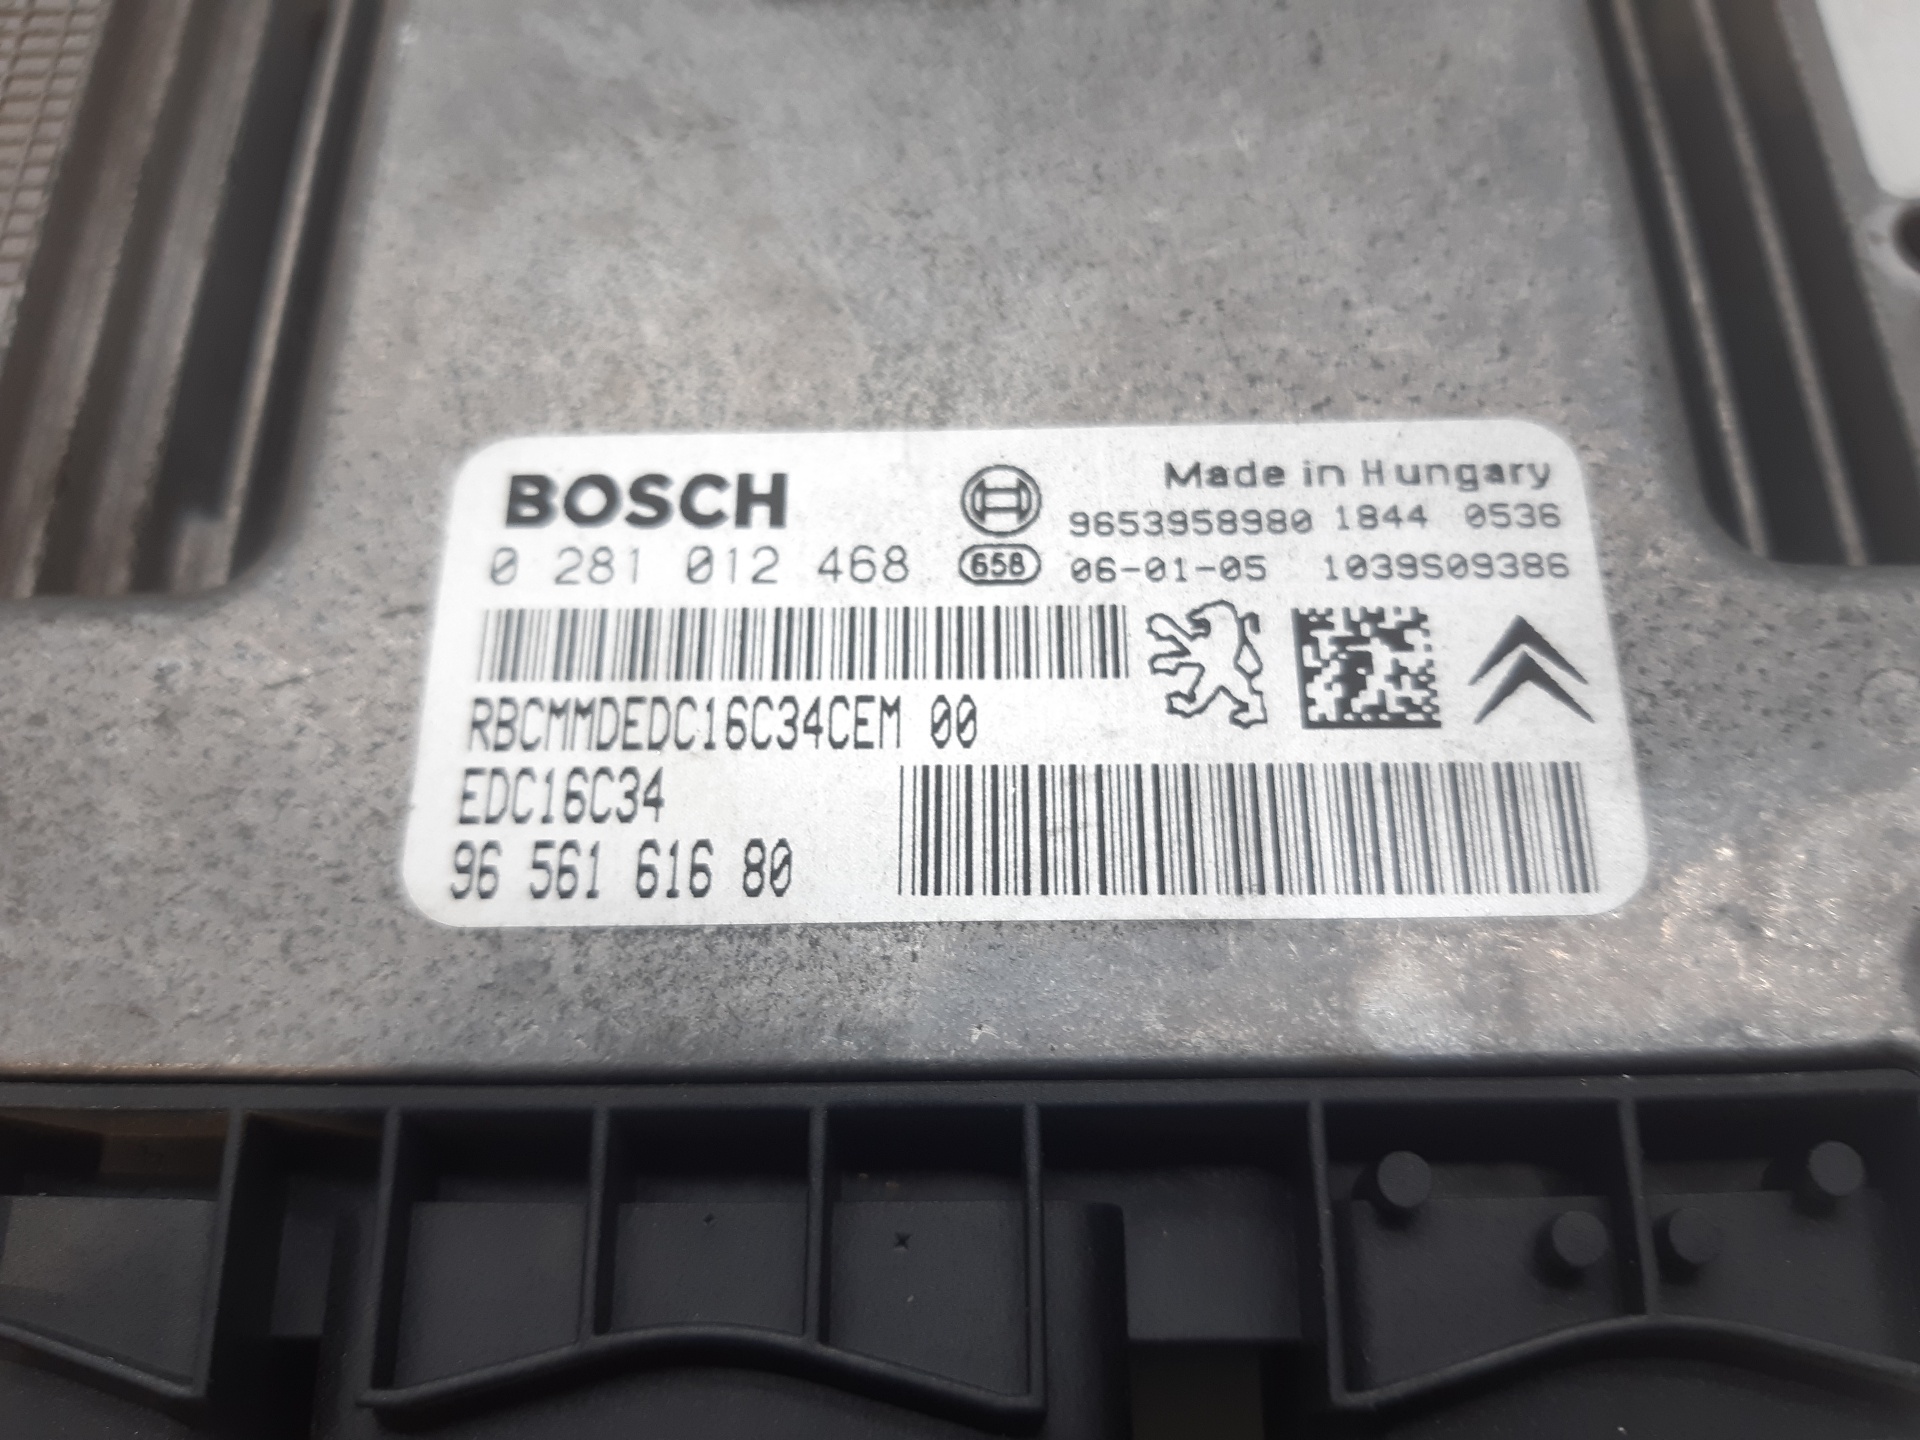 BOSCH
Made in Hungary
9653958980 1844 0536
0 281 012 468
658
06-01-05 1039S09386
RBCMMDEDC16C34CEM 00
EDC16C34
96 561 616 80